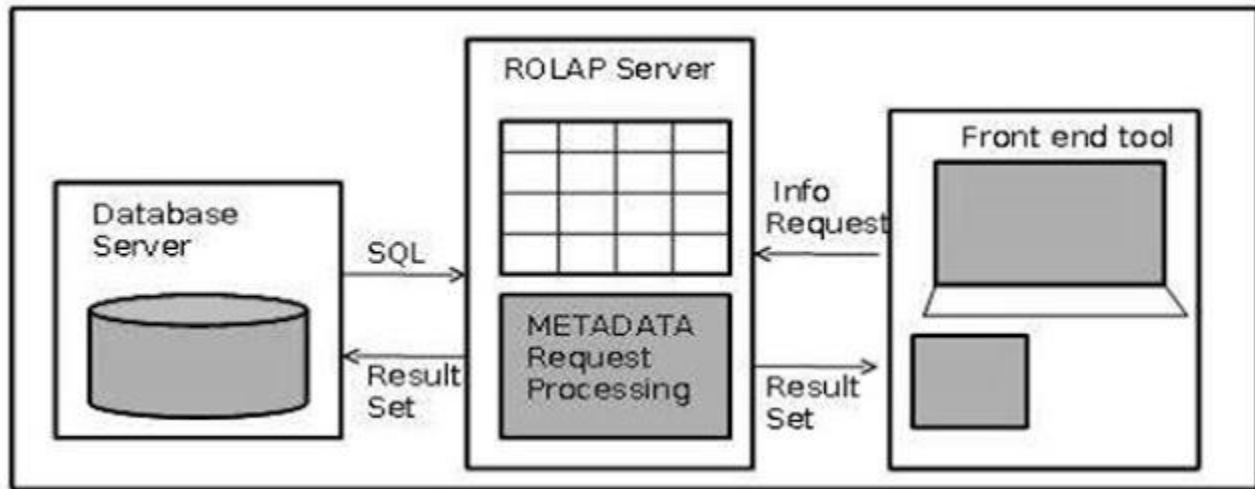 Database
Server
SQL
Result
Set
ROLAP Server
METADATA
Request
Processing
Info
Request
Result
Set
Front end tool